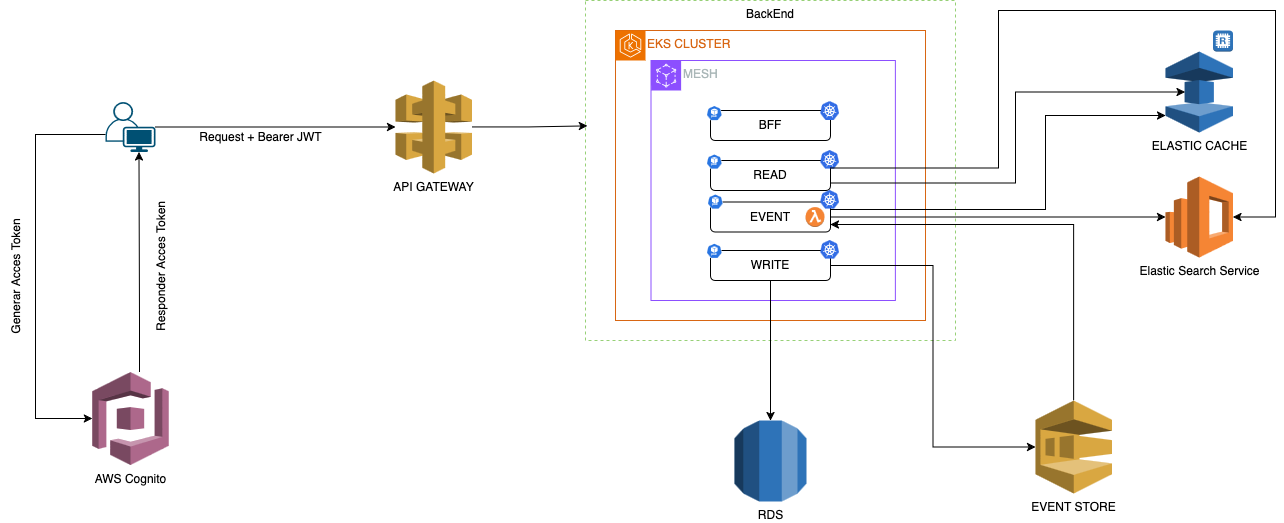 BackEnd
EKS CLUSTER
MESH
R
BFF
ELASTIC CACHE
Request + Bearer JWT
READ
API GATEWAY
EVENT
λ
Generar Acces Token
Responder Acces Token
WRITE
Elastic Search Service
AWS Cognito
RDS
EVENT STORE